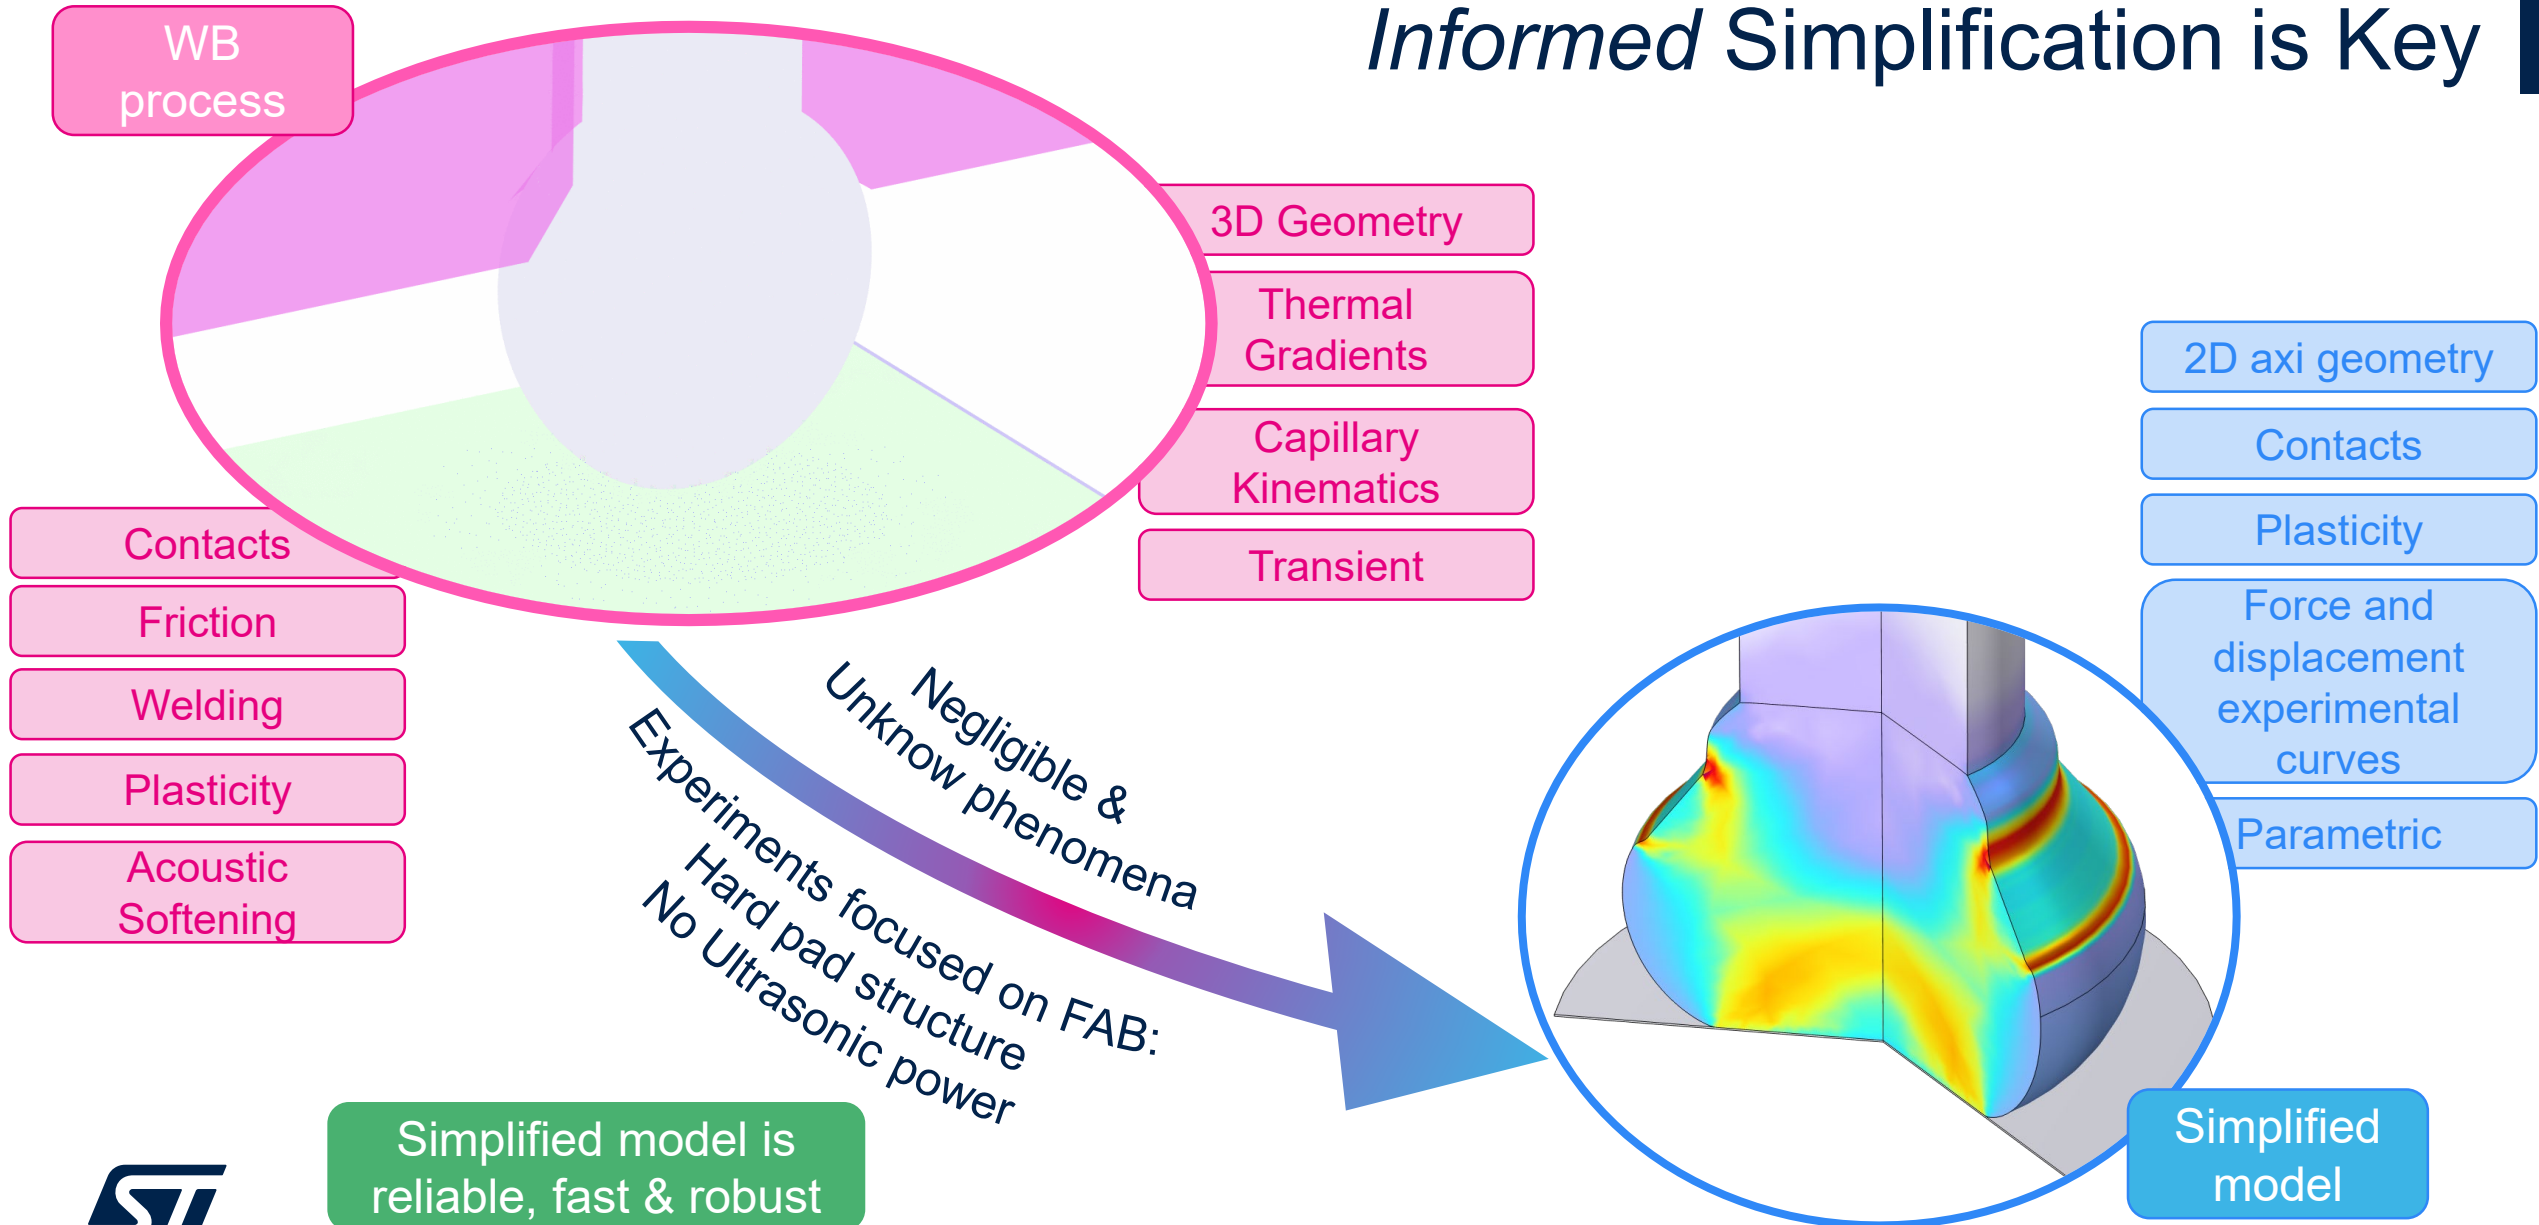 Informed Simplification is Key
WB
process
3D Geometry
Thermal
Gradients
Capillary
Kinematics
Transient
Contacts
Friction
Welding
Plasticity
Acoustic
Softening
Negligible &
Unknow phenomena
Experiments focused on FAB:
Hard pad structure
No Ultrasonic power
2D axi geometry
Contacts
Plasticity
Force and
displacement
experimental
curves
Parametric
Simplified
model
Simplified model is
reliable, fast & robust
ST